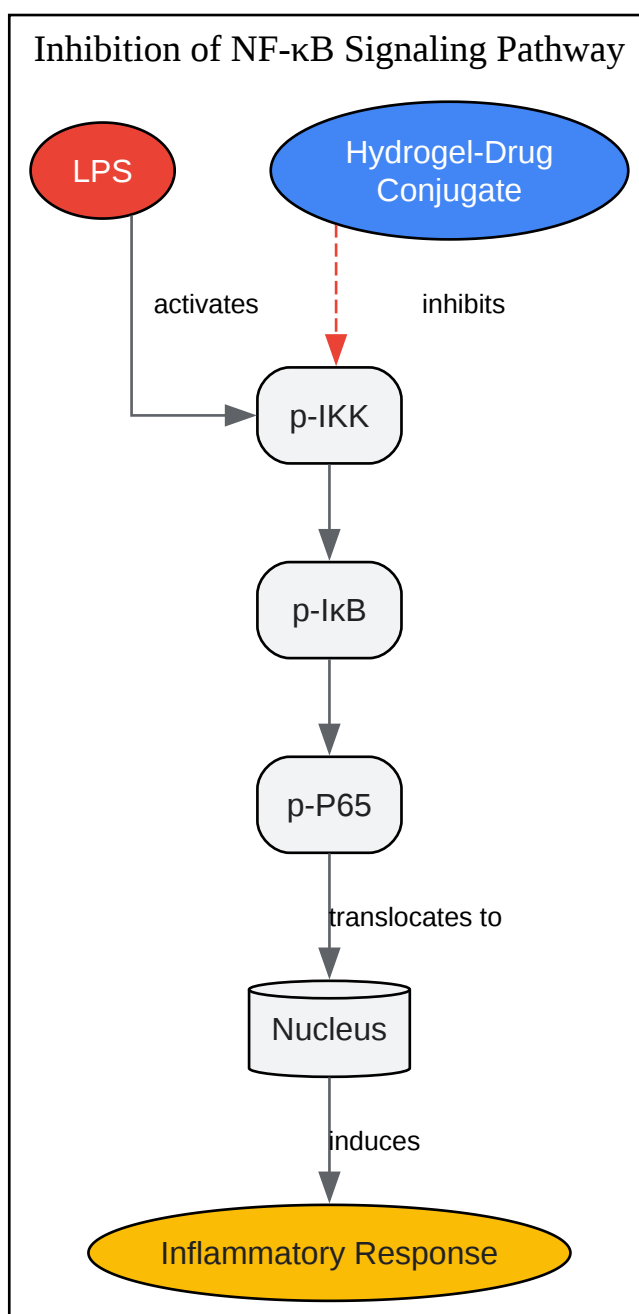 Inhibition of NF-κB Signaling Pathway
LPS
Hydrogel-Drug
Conjugate
activates
inhibits
p-IKK
p-IκB
p-P65
translocates to
Nucleus
induces
Inflammatory Response